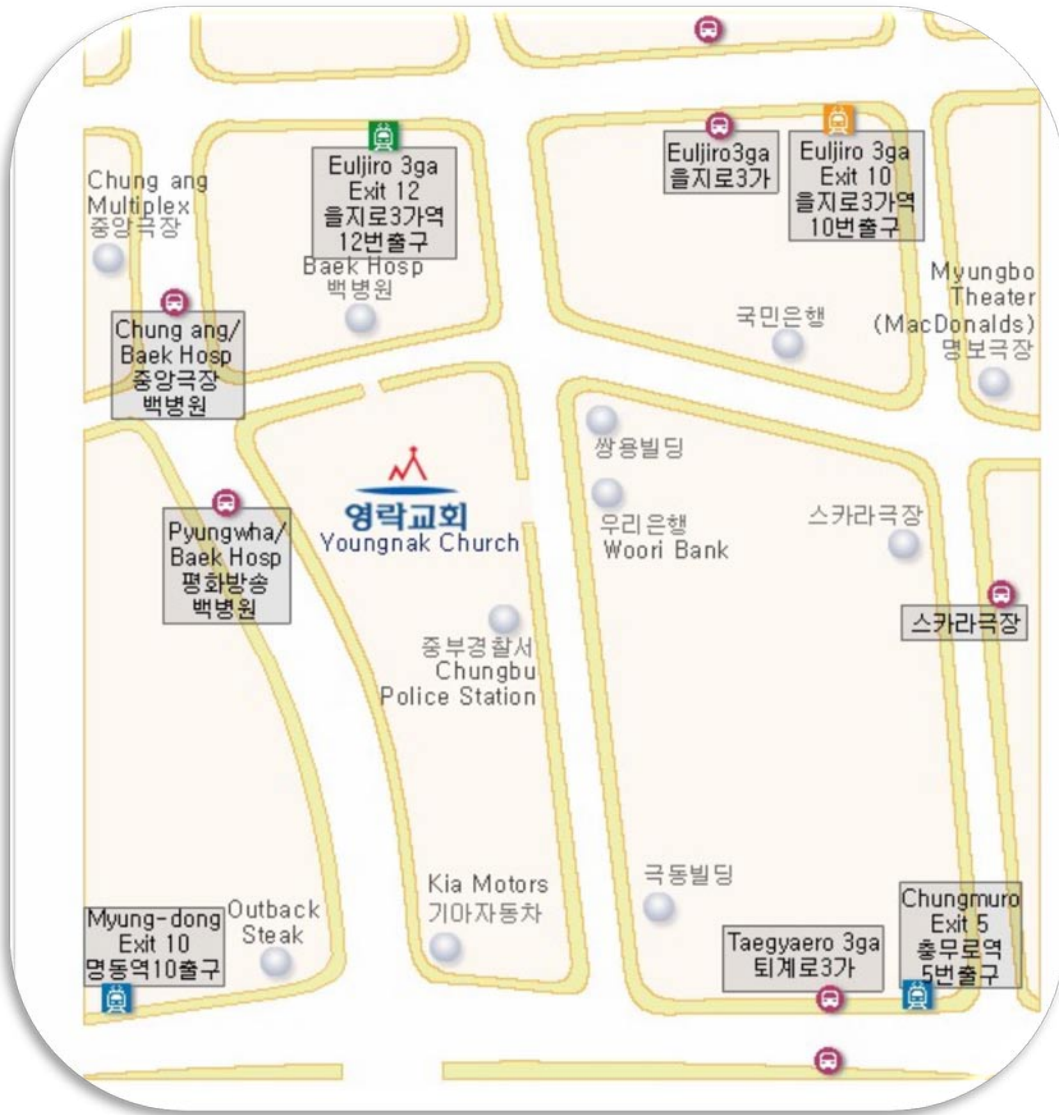 Chung ang
Multiplex
중앙극장
Euljiro 3ga
Exit 12
을지로3가역
12번출구
Euljiro3ga
을지로3가
Euljiro 3ga
Exit 10
을지로3가역
10번출구
Baek Hosp
백병원
Myungbo
Theater
(MacDonalds)
명보극장
국민은행
Chung ang/
Baek Hosp
중앙극장
백병원
쌍용빌딩
영락교회
Youngnak Church
Pyungwha/
Baek Hosp
평화방송
백병원
우리은행
Woori Bank
스카라극장
스카라극장
중부경찰서
Chungbu
Police Station
Kia Motors
기아자동차
극동빌딩
Myung-dong
Exit 10
명동역10출구
Outback
Steak
Taegyaero 3ga
퇴계로3가
Chungmuro
Exit 5
충무로역
5번출구